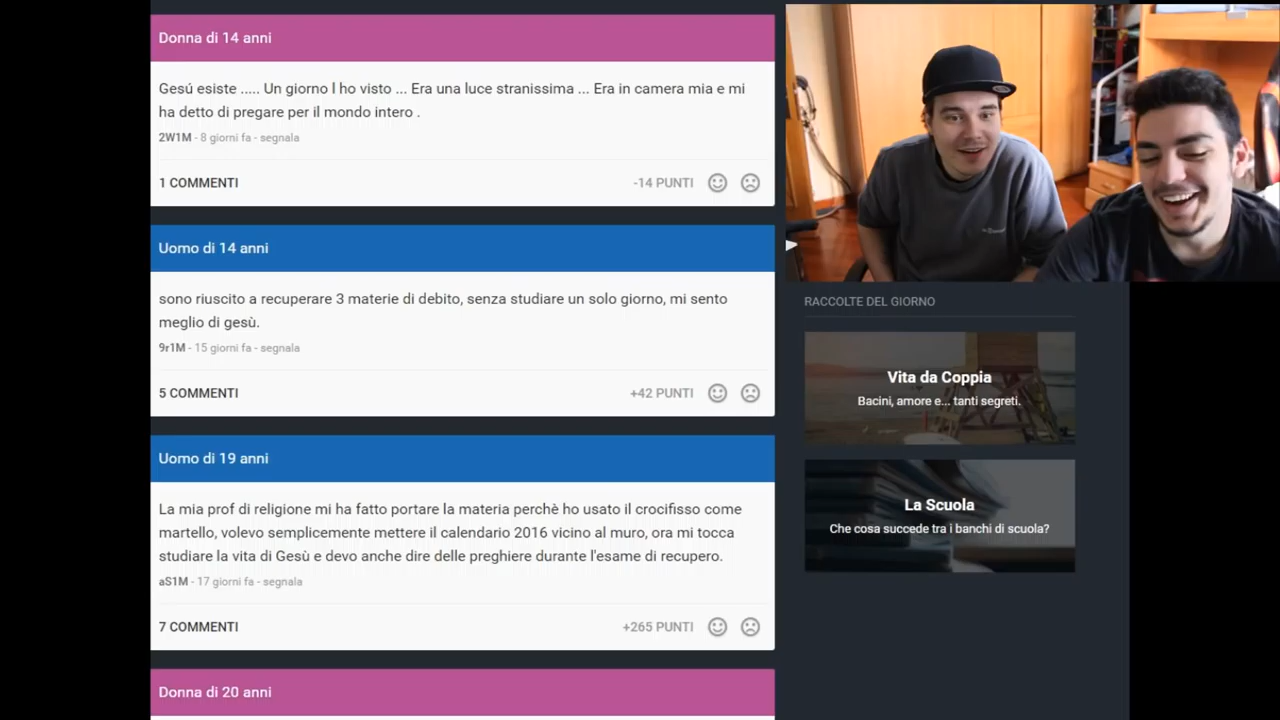 Donna di 14 anni
Gesú esiste ..... Un giorno l ho visto ... Era una luce stranissima ... Era in camera mia e mi
ha detto di pregare per il mondo intero .
2W1M - 8 giorni fa - segnala
1 COMMENTI
-14 PUNTI
Uomo di 14 anni
sono riuscito a recuperare 3 materie di debito, senza studiare un solo giorno, mi sento
meglio di gesù.
9r1M - 15 giorni fa - segnala
5 COMMENTI
+42 PUNTI
Uomo di 19 anni
La mia prof di religione mi ha fatto portare la materia perchè ho usato il crocifisso come
martello, volevo semplicemente mettere il calendario 2016 vicino al muro, ora mi tocca
studiare la vita di Gesù e devo anche dire delle preghiere durante l'esame di recupero.
aS1M - 17 giorni fa - segnala
7 COMMENTI
+265 PUNTI
Donna di 20 anni
RACCOLTE DEL GIORNO
Vita da Coppia
Bacini, amore e... tanti segreti.
La Scuola
Che cosa succede tra i banchi di scuola?